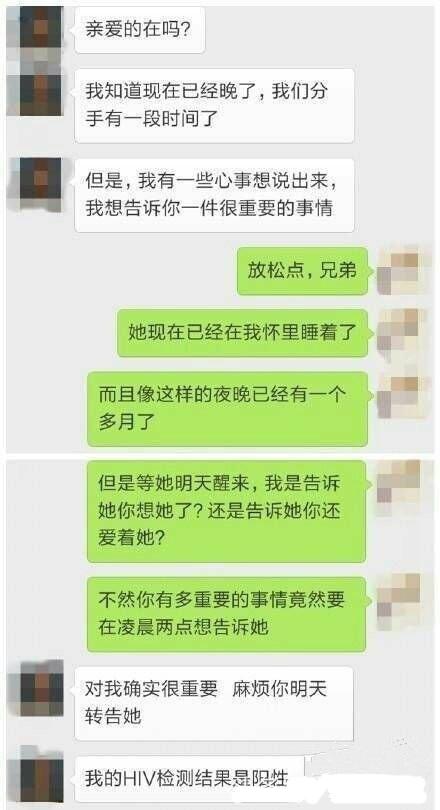 亲爱的在吗?
我知道现在已经晚了，我们分
手有一段时间了
但是，我有一些心事想说出来，
我想告诉你一件很重要的事情
放松点，兄弟
她现在已经在我怀里睡着了
而且像这样的夜晚已经有一个
多月了
但是等她明天醒来，我是告诉
她你想她了?还是告诉她你还
爱着她?
不然你有多重要的事情竟然要
在凌晨两点想告诉她
对我确实很重要 麻烦你明天
转告她
我的HIV检测结果是阳性